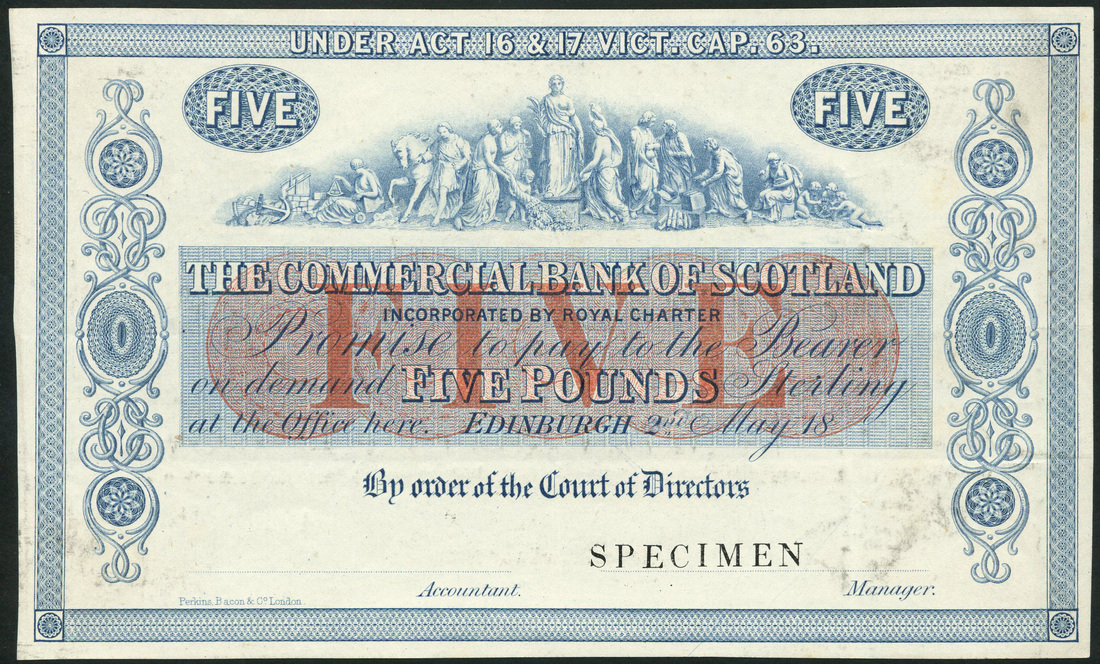 UNDER ACT 16 & 17 VICT. CAP. 63.
FIVE FIVE
THE COMMERCIAL BANK OF SCOTLAND
INCORPORATED BY ROYAL CHARTER
FIVE
Promise to pay to the Bearer
on demand FIVE POUNDS Sterling
at the Office here. EDINBURGH 2nd May 18
By order of the Court of Directors
SPECIMEN
Accountant. Manager.
Perkins, Bacon & Co London.